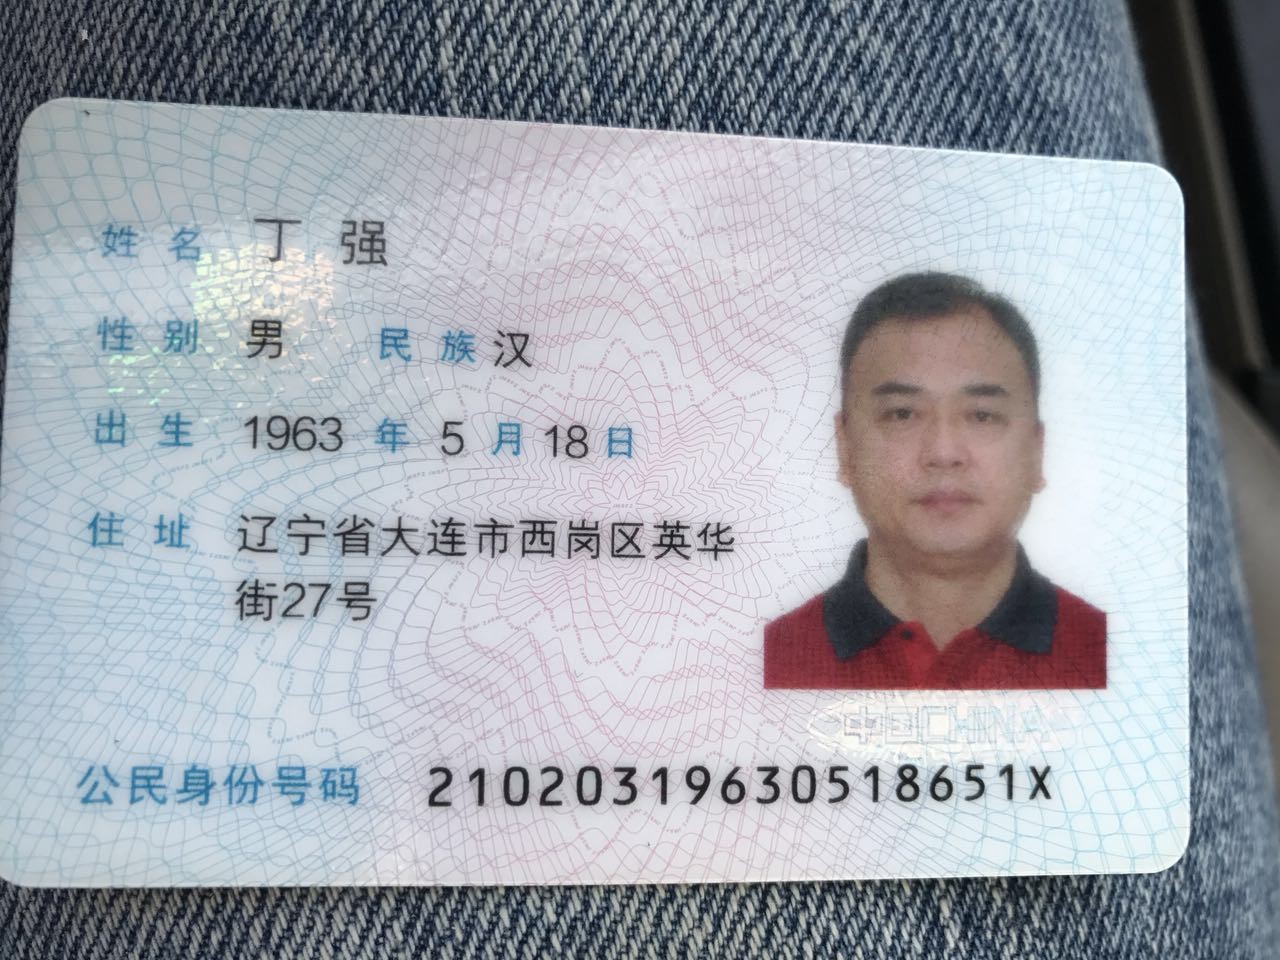 姓名 丁强
性别 男 民族 汉
出生 1963 年 5 月 18 日
住址 辽宁省大连市西岗区英华
街27号
中国CHINA
公民身份号码 21020319630518651X